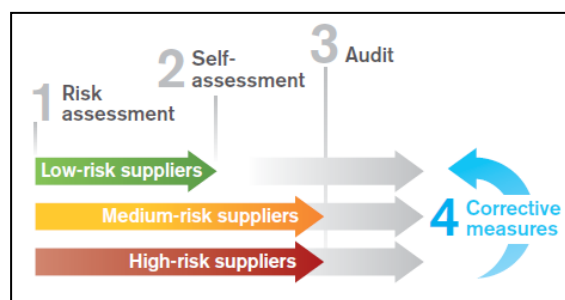 1 Risk
assessment
2 Self-
assessment
3 Audit
Low-risk suppliers
Medium-risk suppliers
High-risk suppliers
4 Corrective
measures